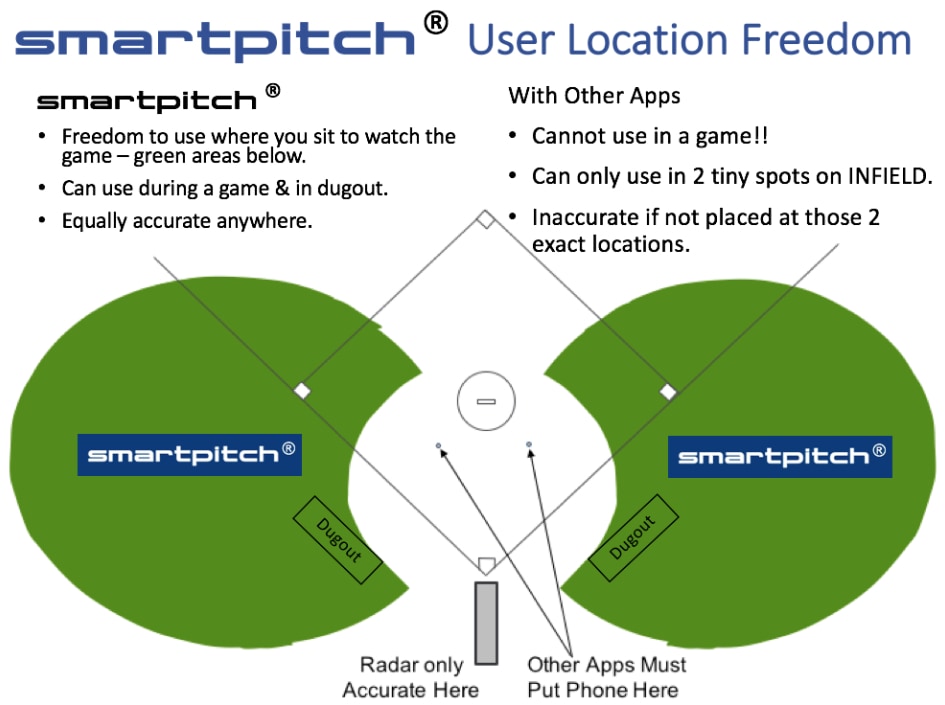 smartpitch® User Location Freedom
smartpitch®
• Freedom to use where you sit to watch the
game – green areas below.
• Can use during a game & in dugout.
• Equally accurate anywhere.
With Other Apps
• Cannot use in a game!!
• Can only use in 2 tiny spots on INFIELD.
• Inaccurate if not placed at those 2
exact locations.
smartpitch®
smartpitch®
Dugout
Dugout
Radar only
Accurate Here
Other Apps Must
Put Phone Here